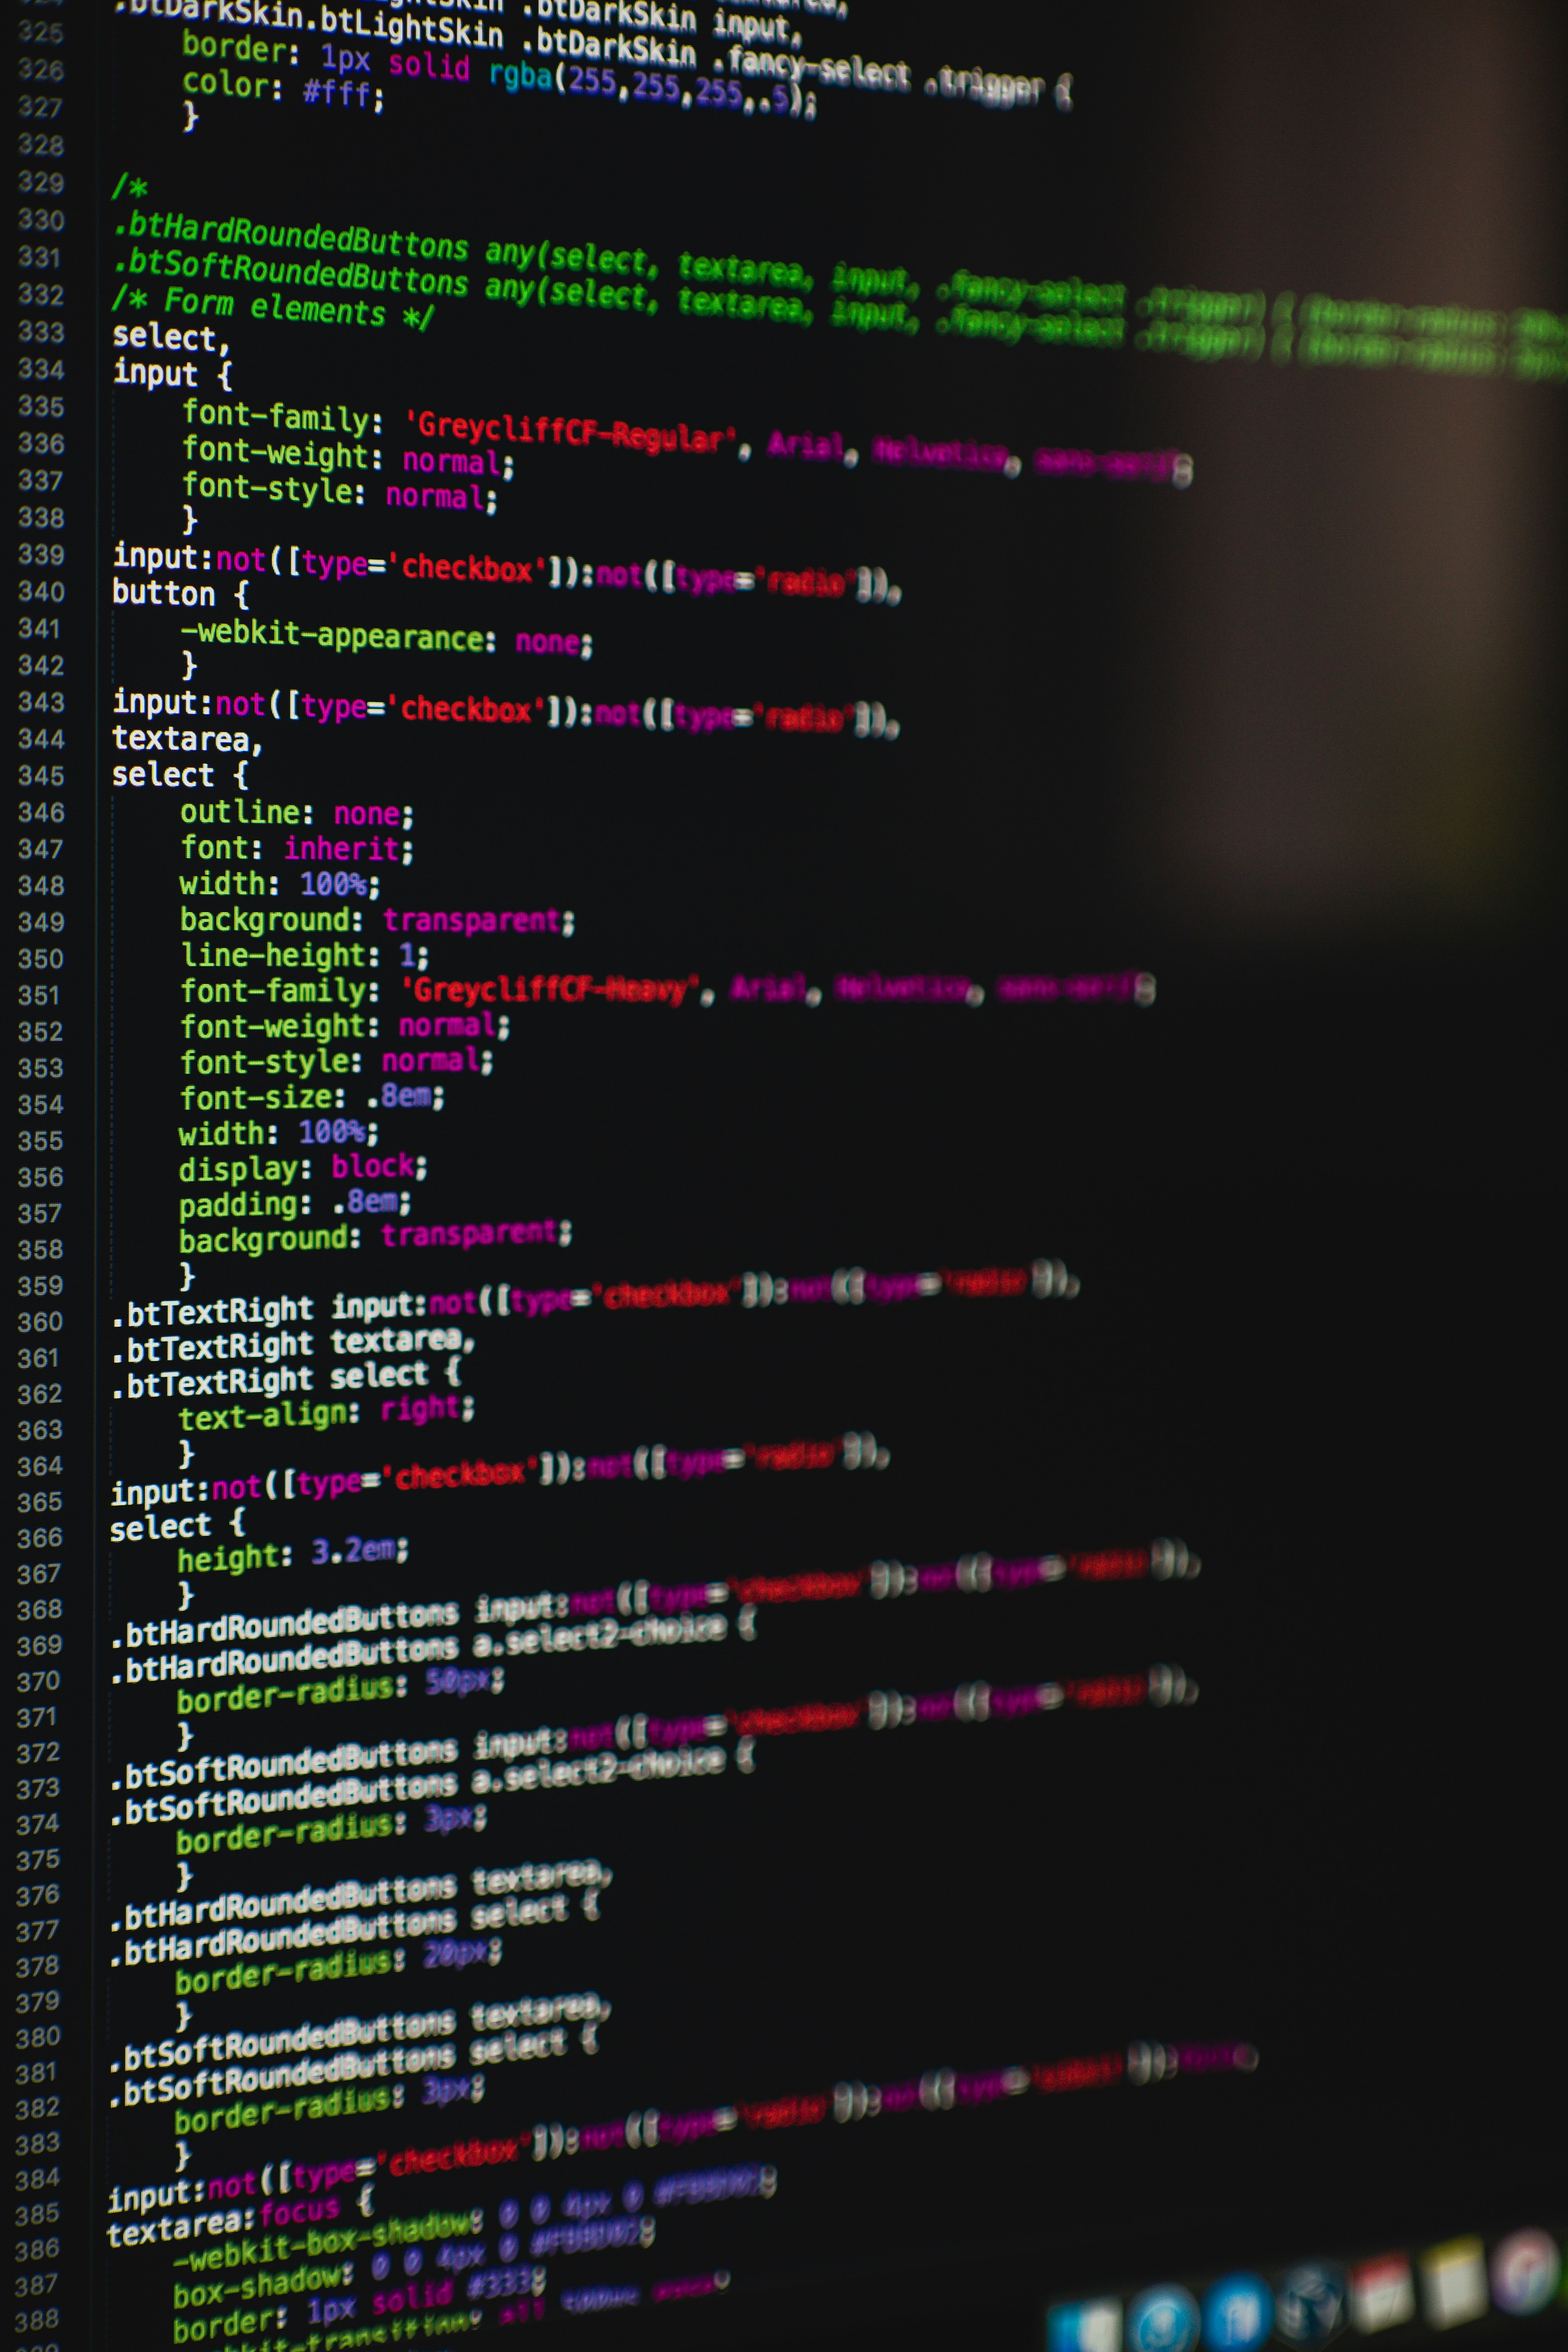 .btDarkSkin input,
325 .btDarkSkin.btLightSkin .btDarkSkin .fancy-select .trigger {
326 border: 1px solid rgba(255,255,255,.5);
327 color: #fff;
328 }
329 /*
330 .btHardRoundedButtons any(select, textarea, input, .fancy-select .trigger) { border-radius:
331 .btSoftRoundedButtons any(select, textarea, input, .fancy-select .trigger) { border-radius:
332 /* Form elements */
333 select,
334 input {
335 font-family: 'GreycliffCF-Regular', Arial, Helvetica, sans-serif;
336 font-weight: normal;
337 font-style: normal;
338 }
339 input:not([type='checkbox']):not([type='radio']),
340 button {
341 -webkit-appearance: none;
342 }
343 input:not([type='checkbox']):not([type='radio']),
344 textarea,
345 select {
346 outline: none;
347 font: inherit;
348 width: 100%;
349 background: transparent;
350 line-height: 1;
351 font-family: 'GreycliffCF-Heavy', Arial, Helvetica, sans-serif;
352 font-weight: normal;
353 font-style: normal;
354 font-size: .8em;
355 width: 100%;
356 display: block;
357 padding: .8em;
358 background: transparent;
359 }
360 .btTextRight input:not([type='checkbox']):not([type='radio']),
361 .btTextRight textarea,
362 .btTextRight select {
363 text-align: right;
364 }
365 input:not([type='checkbox']):not([type='radio']),
366 select {
367 height: 3.2em;
368 }
369 .btHardRoundedButtons input:not([type='checkbox']):not([type='radio']),
370 .btHardRoundedButtons a.select2-choice {
371 border-radius: 50px;
372 }
373 .btSoftRoundedButtons input:not([type='checkbox']):not([type='radio']),
374 .btSoftRoundedButtons a.select2-choice {
375 border-radius: 3px;
376 }
377 .btHardRoundedButtons textarea,
378 .btHardRoundedButtons select {
379 border-radius: 20px;
380 }
381 .btSoftRoundedButtons textarea,
382 .btSoftRoundedButtons select {
383 border-radius: 3px;
384 }
385 input:not([type='checkbox']):not([type='radio']):not([type=
386 textarea:focus {
387 -webkit-box-shadow: 0 0 4px 0
388 box-shadow: 0 0 4px 0
border: 1px solid #333;